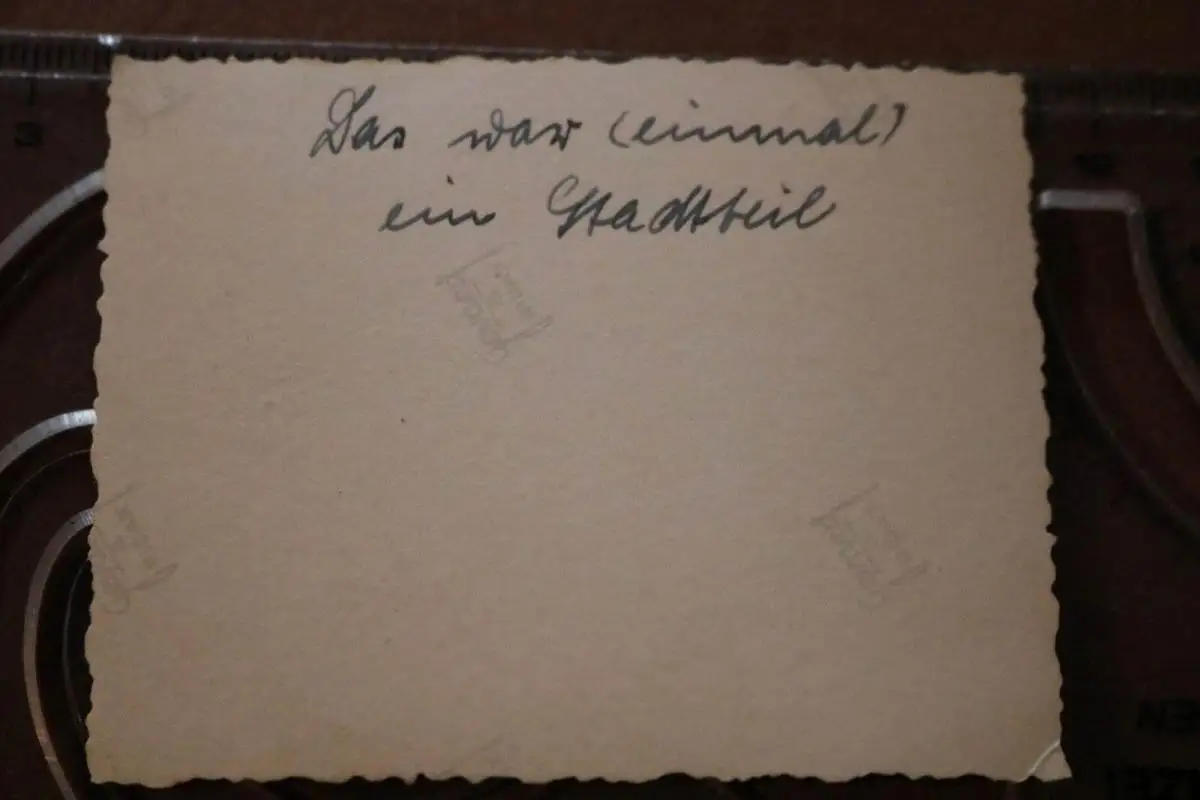 Das war (einmal)
ein Stadtteil